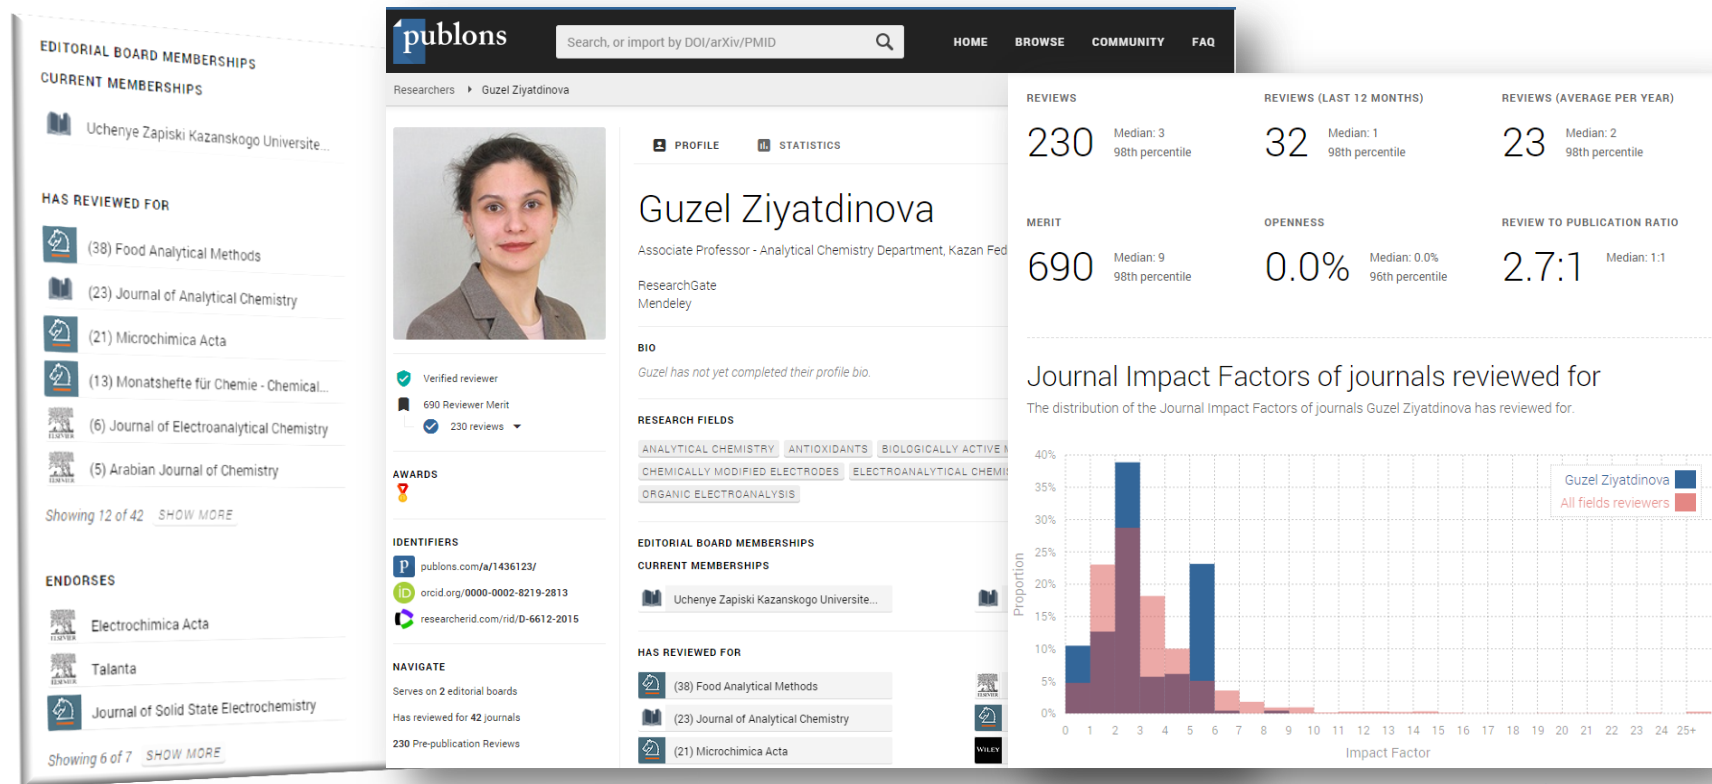 EDITORIAL BOARD MEMBERSHIPS
CURRENT MEMBERSHIPS
Uchenye Zapiski Kazanskogo Universite...
HAS REVIEWED FOR
(38) Food Analytical Methods
(23) Journal of Analytical Chemistry
(21) Microchimica Acta
(13) Monatshefte für Chemie - Chemical...
(6) Journal of Electroanalytical Chemistry
(5) Arabian Journal of Chemistry
Showing 12 of 42 SHOW MORE
ENDORSES
Electrochimica Acta
Talanta
Journal of Solid State Electrochemistry
Showing 6 of 7 SHOW MORE
publons
Search, or import by DOI/arXiv/PMID
HOME BROWSE COMMUNITY FAQ
Researchers Guzel Ziyatdinova
PROFILE STATISTICS
Guzel Ziyatdinova
Associate Professor - Analytical Chemistry Department, Kazan Fed
ResearchGate
Mendeley
BIO
Guzel has not yet completed their profile bio.
RESEARCH FIELDS
ANALYTICAL CHEMISTRY ANTIOXIDANTS BIOLOGICALLY ACTIVE M
CHEMICALLY MODIFIED ELECTRODES ELECTROANALYTICAL CHEMIS
ORGANIC ELECTROANALYSIS
EDITORIAL BOARD MEMBERSHIPS
CURRENT MEMBERSHIPS
Uchenye Zapiski Kazanskogo Universite...
HAS REVIEWED FOR
(38) Food Analytical Methods
(23) Journal of Analytical Chemistry
(21) Microchimica Acta
WILEY
Verified reviewer
690 Reviewer Merit
230 reviews
AWARDS
IDENTIFIERS
publons.com/a/1436123/
orcid.org/0000-0002-8219-2813
researcherid.com/rid/D-6612-2015
NAVIGATE
Serves on 2 editorial boards
Has reviewed for 42 journals
230 Pre-publication Reviews
REVIEWS
230 Median: 3
98th percentile
REVIEWS (LAST 12 MONTHS)
32 Median: 1
98th percentile
REVIEWS (AVERAGE PER YEAR)
23 Median: 2
98th percentile
MERIT
690 Median: 9
98th percentile
OPENNESS
0.0% Median: 0.0%
96th percentile
REVIEW TO PUBLICATION RATIO
2.7:1 Median: 1:1
Journal Impact Factors of journals reviewed for
The distribution of the Journal Impact Factors of journals Guzel Ziyatdinova has reviewed for.
Guzel Ziyatdinova
All fields reviewers
Proportion
40%
35%
30%
25%
20%
15%
10%
5%
0%
0 1 2 3 4 5 6 7 8 9 10 11 12 13 14 15 16 17 18 19 20 21 22 23 24 25+
Impact Factor